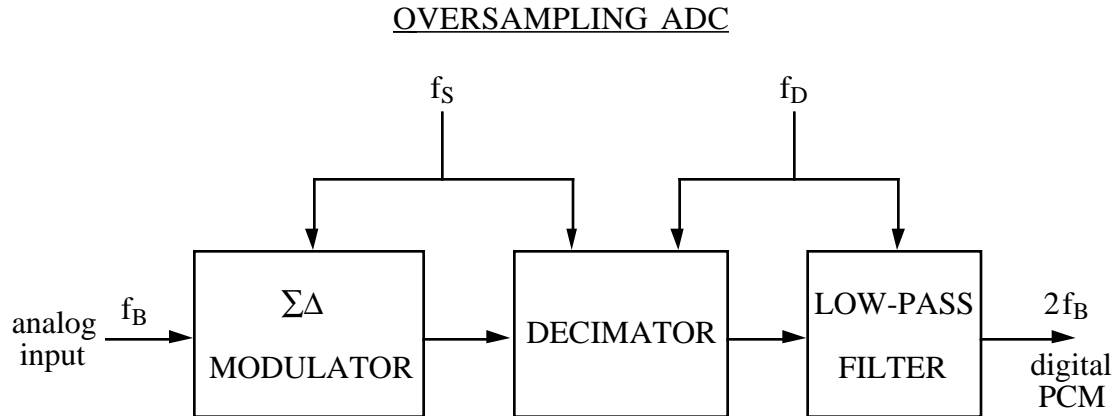 OVERSAMPLING ADC
f_S
f_D
analog
input
f_B
ΣΔ
MODULATOR
DECIMATOR
LOW-PASS
FILTER
2f_B
digital
PCM